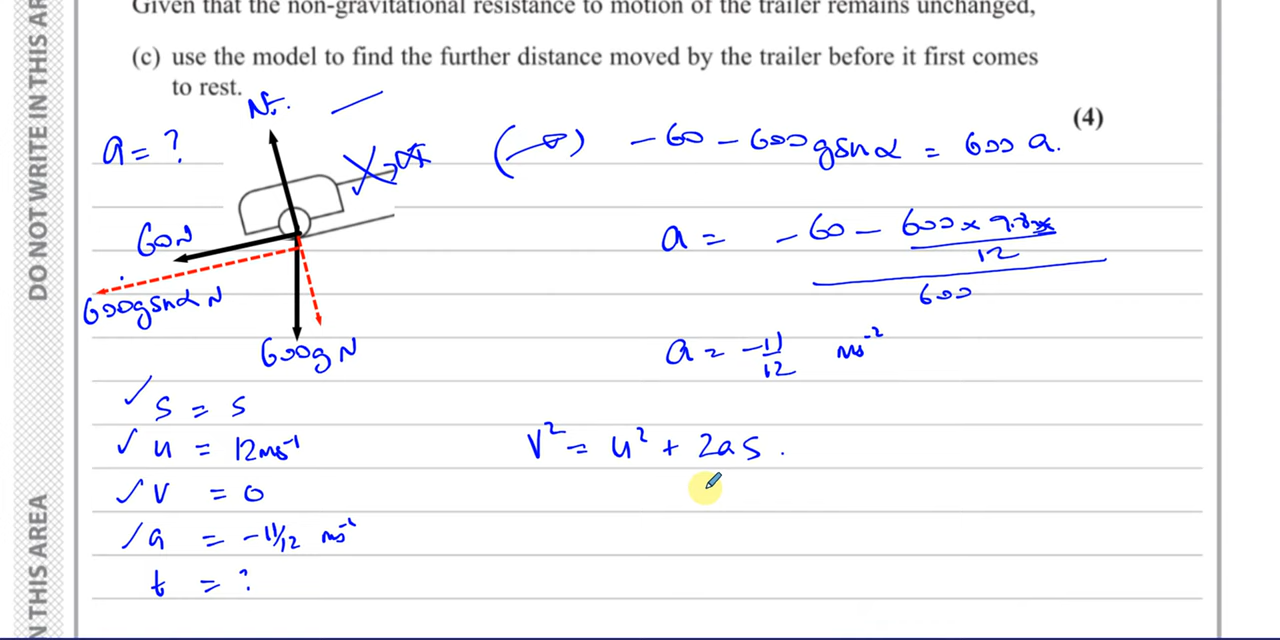 Given that the non-gravitational resistance to motion of the trailer remains unchanged,
(c) use the model to find the further distance moved by the trailer before it first comes
to rest.
(4)
a = ?
- 60 - 600gsinα = 600a.
60N
600gsinα N
600g N
a = - 60 - 600 × 9.8 / 12
600
a = -11/12 ms⁻²
✓ S = S
✓ u = 12ms⁻¹
✓ v = 0
/ a = -11/12 ms⁻²
t = ?
V² = u² + 2as.
DO NOT WRITE IN THIS AR
N THIS AREA